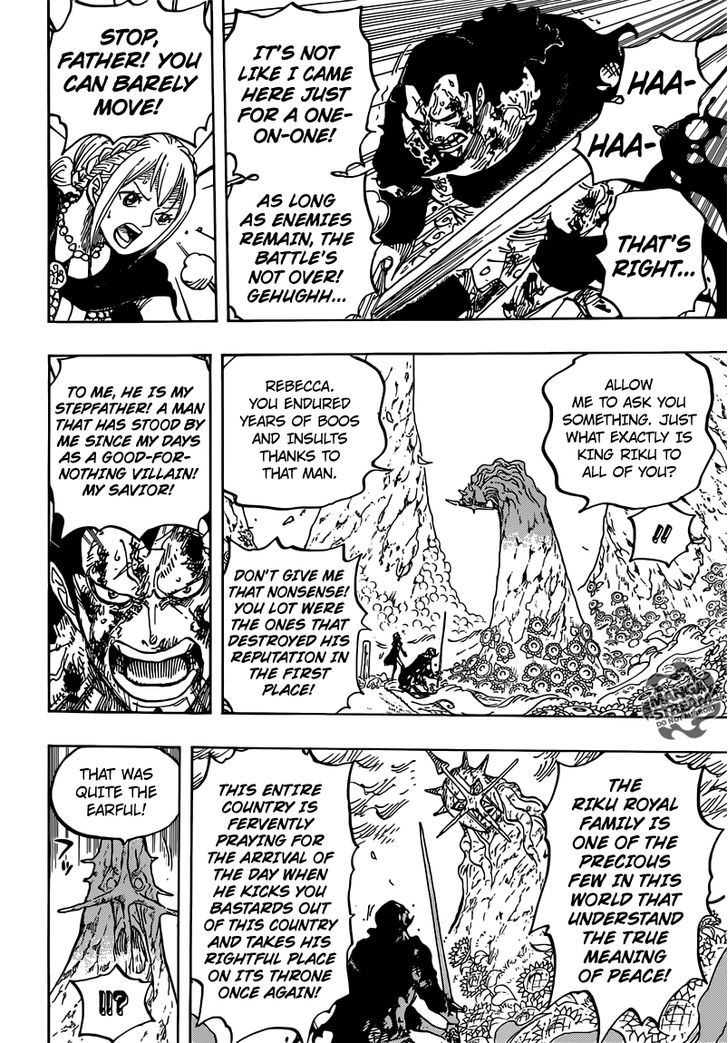 HAA-
HAA-
THAT'S
RIGHT...
IT'S NOT
LIKE I CAME
HERE JUST
FOR A ONE-
ON-ONE!
AS LONG
AS ENEMIES
REMAIN, THE
BATTLE'S
NOT OVER!
GEHUGHH...
STOP,
FATHER! YOU
CAN BARELY
MOVE!
ALLOW
ME TO ASK YOU
SOMETHING. JUST
WHAT EXACTLY IS
KING RIKU TO
ALL OF YOU?
!!
REBECCA.
YOU ENDURED
YEARS OF BOOS
AND INSULTS
THANKS TO
THAT MAN.
DON'T GIVE ME
THAT NONSENSE!
YOU LOT WERE
THE ONES THAT
DESTROYED HIS
REPUTATION IN
THE FIRST
PLACE!
TO ME, HE IS MY
STEPFATHER! A MAN
THAT HAS STOOD BY
ME SINCE MY DAYS
AS A GOOD-FOR-
NOTHING VILLAIN!
MY SAVIOR!
MANGA
STREAM
THE
RIKU ROYAL
FAMILY IS
ONE OF THE
PRECIOUS
FEW IN THIS
WORLD THAT
UNDERSTAND
THE TRUE
MEANING
OF PEACE!
THIS ENTIRE
COUNTRY IS
FERVENTLY
PRAYING FOR
THE ARRIVAL OF
THE DAY WHEN
HE KICKS YOU
BASTARDS OUT
OF THIS COUNTRY
AND TAKES HIS
RIGHTFUL PLACE
ON ITS THRONE
ONCE AGAIN!
THAT WAS
QUITE THE
EARFUL!
!!?